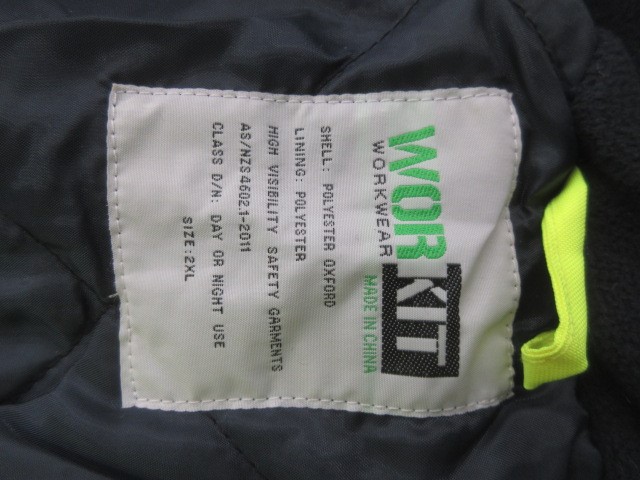 WORKIT
WORKWEAR
MADE IN CHINA
SHELL: POLYESTER OXFORD
LINING: POLYESTER
HIGH VISIBILITY SAFETY GARMENTS
AS/NZS4602.1-2011
CLASS D/N: DAY OR NIGHT USE
SIZE:2XL